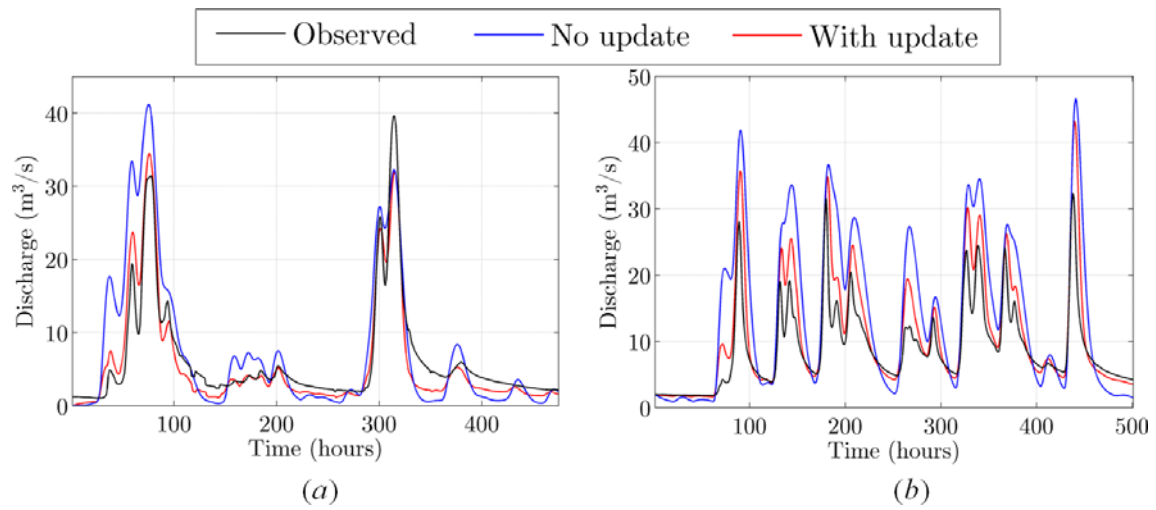 Observed No update With update
Discharge (m³/s)
0
10
20
30
40
100 200 300 400
Time (hours)
(a)
Discharge (m³/s)
0
10
20
30
40
50
100 200 300 400 500
Time (hours)
(b)